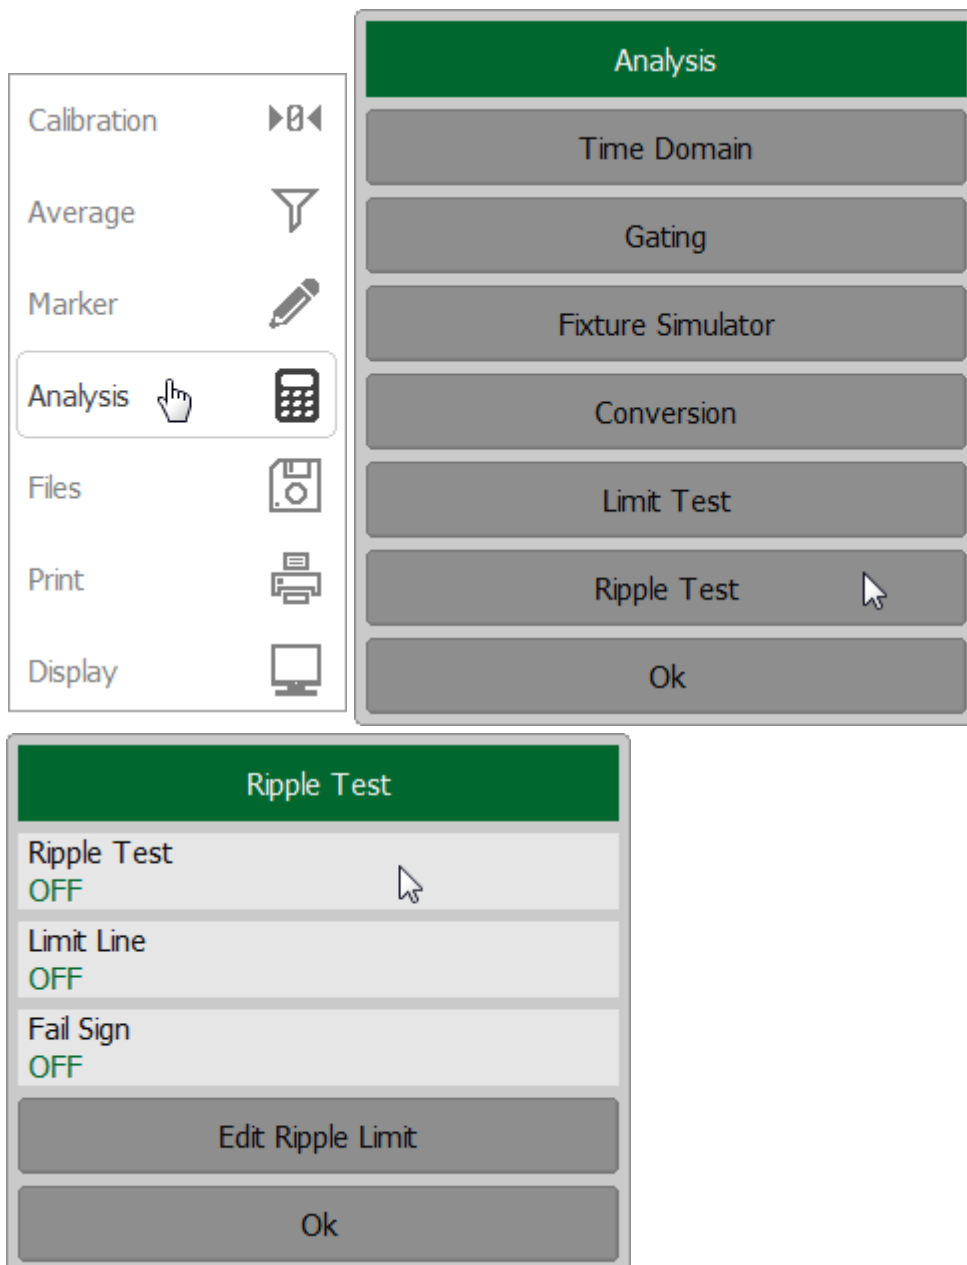 Calibration
Average
Marker
Analysis
Files
Print
Display
Analysis
Time Domain
Gating
Fixture Simulator
Conversion
Limit Test
Ripple Test
Ok
Ripple Test
Ripple Test
OFF
Limit Line
OFF
Fail Sign
OFF
Edit Ripple Limit
Ok